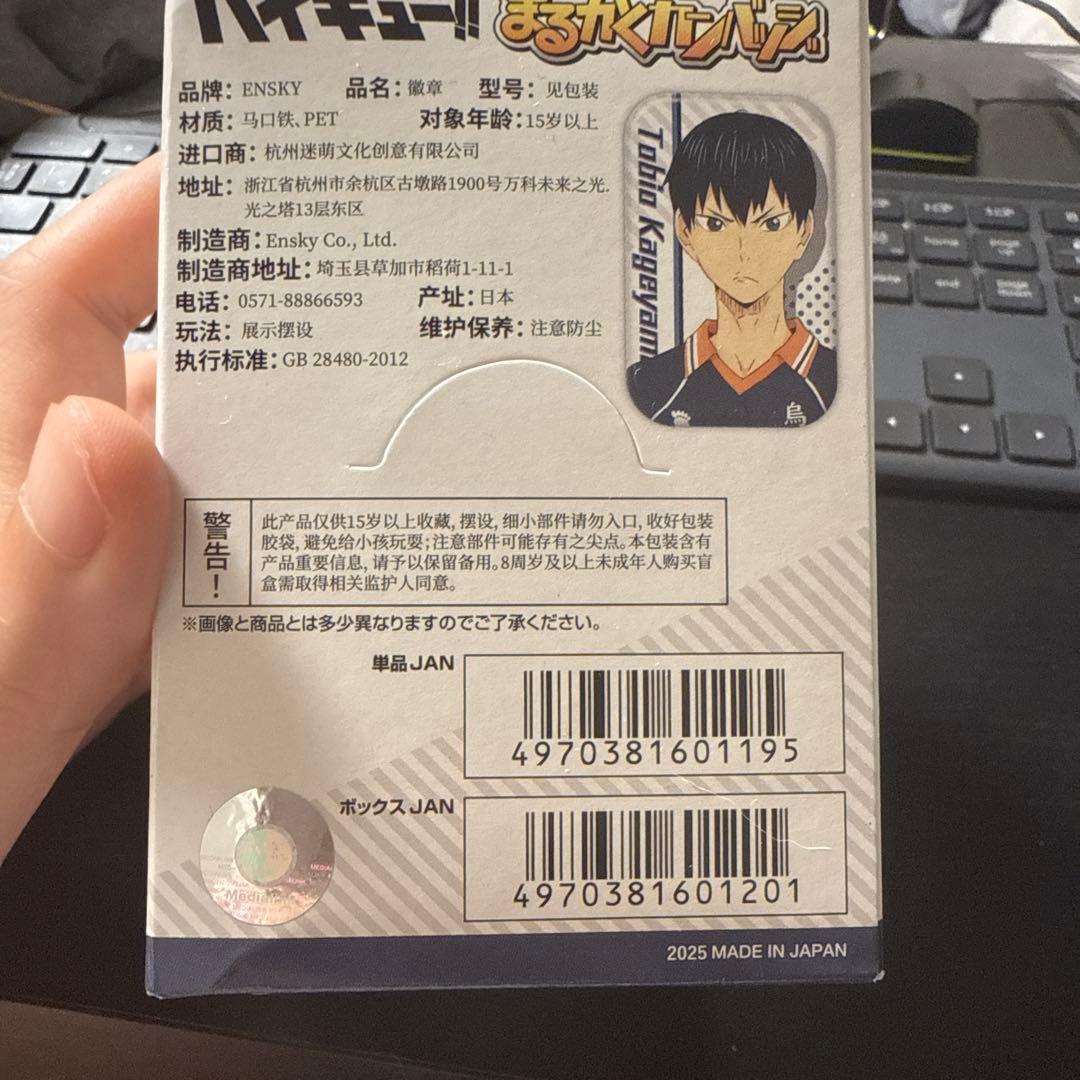 ハイキュー!!
まるかくカンバッジ
品牌: ENSKY 品名: 徽章 型号: 见包装
材质: 马口铁、PET 对象年龄: 15岁以上
进口商: 杭州迷萌文化创意有限公司
地址: 浙江省杭州市余杭区古墩路1900号万科未来之光.
光之塔13层东区
制造商: Ensky Co., Ltd.
制造商地址: 埼玉县草加市稻荷1-11-1
电话: 0571-88866593 产址: 日本
玩法: 展示摆设 维护保养: 注意防尘
执行标准: GB 28480-2012
Tobio Kageyama
烏
警告!
此产品仅供15岁以上收藏, 摆设, 细小部件请勿入口, 收好包装
胶袋, 避免给小孩玩耍; 注意部件可能存有之尖点。本包装含有
产品重要信息, 请予以保留备用。8周岁及以上未成年人购买盲
盒需取得相关监护人同意。
※画像と商品とは多少異なりますのでご了承ください。
単品JAN
4970381601195
ボックスJAN
4970381601201
2025 MADE IN JAPAN